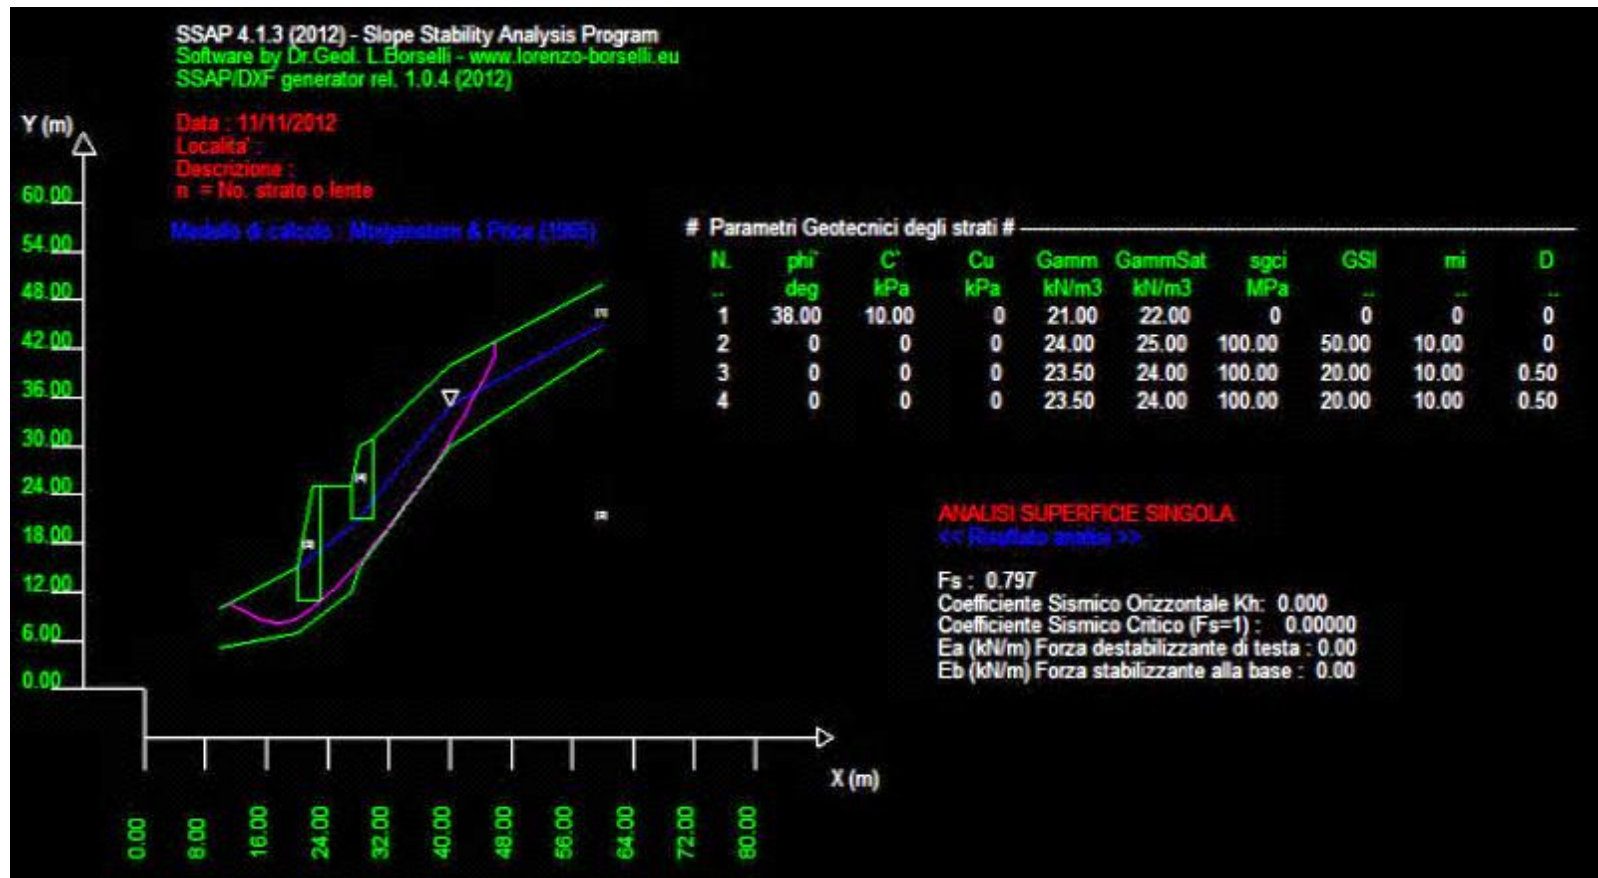 SSAP 4.1.3 (2012) - Slope Stability Analysis Program
Software by Dr.Geol. L.Borselli - www.lorenzo-borselli.eu
SSAP/DXF generator rel. 1.0.4 (2012)
Data : 11/11/2012
Localita' :
Descrizione :
n = No. strato o lente
Modello di calcolo : Morgenstern & Price (1965)
Y (m)
60.00
54.00
48.00
42.00
36.00
30.00
24.00
18.00
12.00
6.00
0.00
# Parametri Geotecnici degli strati #
N. phi' C' Cu Gamm GammSat sgci GSI mi D
.. deg kPa kPa kN/m3 kN/m3 MPa .. .. ..
1 38.00 10.00 0 21.00 22.00 0 0 0 0
2 0 0 0 24.00 25.00 100.00 50.00 10.00 0
3 0 0 0 23.50 24.00 100.00 20.00 10.00 0.50
4 0 0 0 23.50 24.00 100.00 20.00 10.00 0.50
ANALISI SUPERFICIE SINGOLA
<< Risultato analisi >>
Fs : 0.797
Coefficiente Sismico Orizzontale Kh: 0.000
Coefficiente Sismico Critico (Fs=1) : 0.00000
Ea (kN/m) Forza destabilizzante di testa : 0.00
Eb (kN/m) Forza stabilizzante alla base : 0.00
X (m)
0.00
8.00
16.00
24.00
32.00
40.00
48.00
56.00
64.00
72.00
80.00